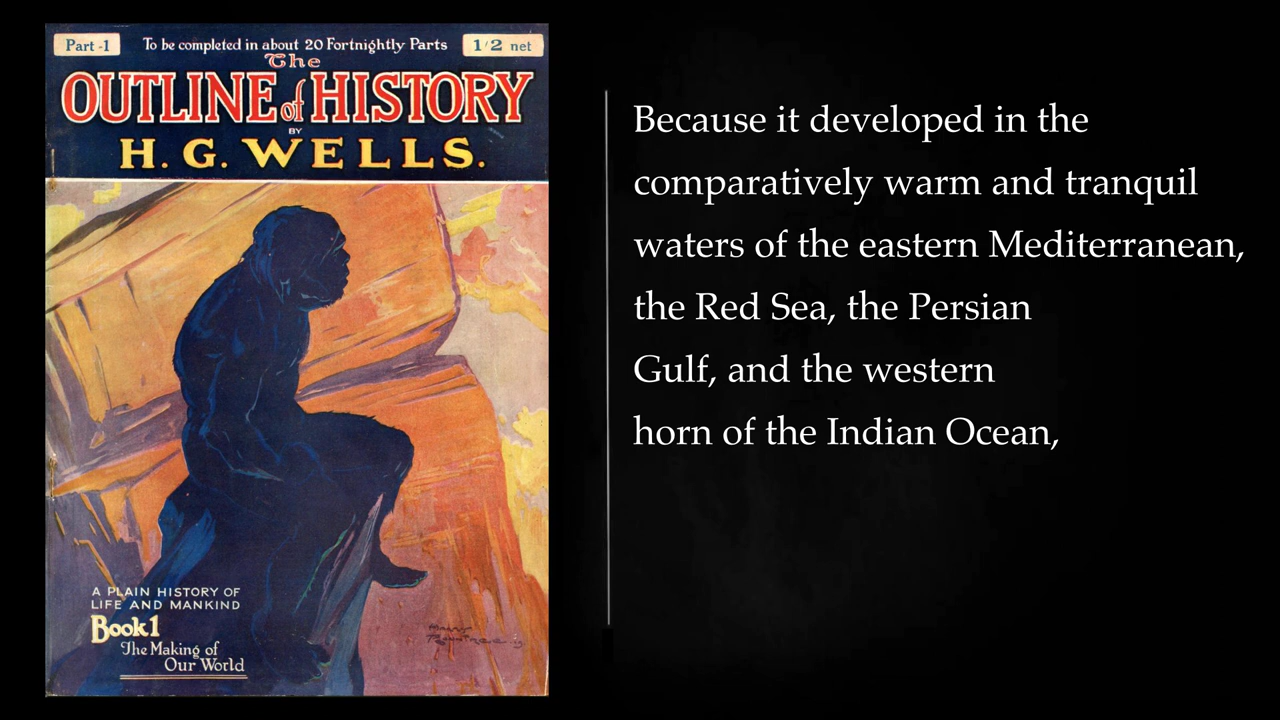 Part -1
To be completed in about 20 Fortnightly Parts
1/2 net
The
OUTLINE of HISTORY
BY
H. G. WELLS.
A PLAIN HISTORY OF
LIFE AND MANKIND
Book 1
The Making of
Our World
Because it developed in the
comparatively warm and tranquil
waters of the eastern Mediterranean,
the Red Sea, the Persian
Gulf, and the western
horn of the Indian Ocean,